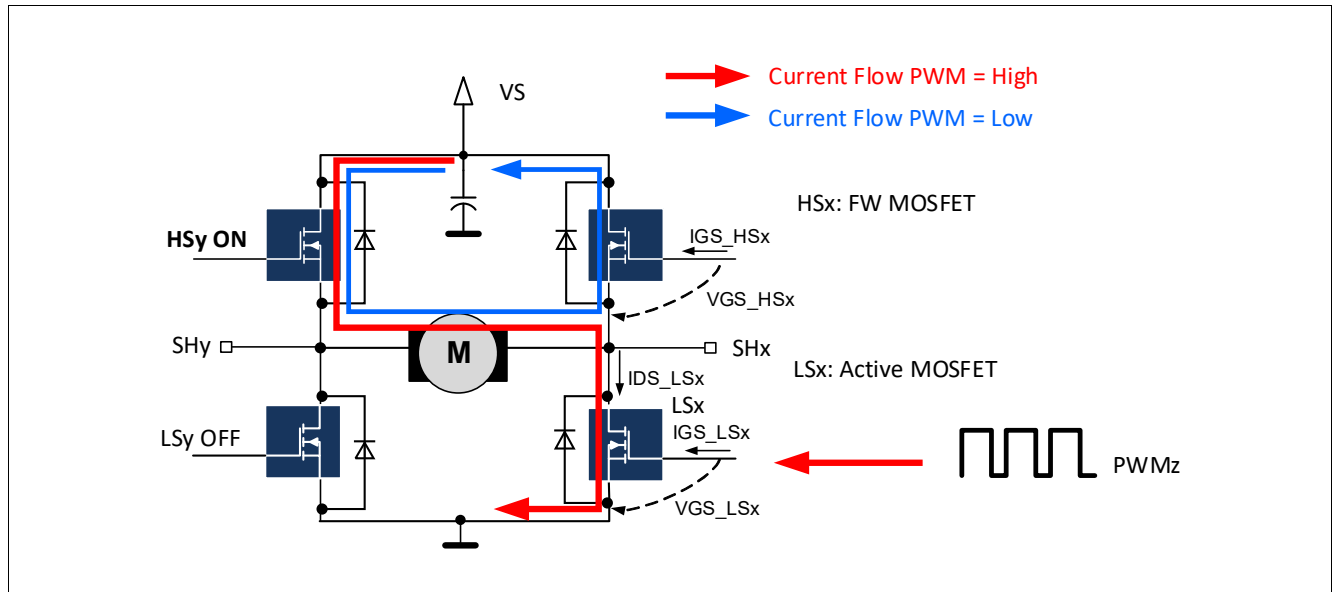 Current Flow PWM = High
VS
Current Flow PWM = Low
HSx: FW MOSFET
HSy ON
IGS_HSx
VGS_HSx
SHy
M
SHx
LSx: Active MOSFET
IDS_LSx
LSx
LSy OFF
IGS_LSx
PWMz
VGS_LSx